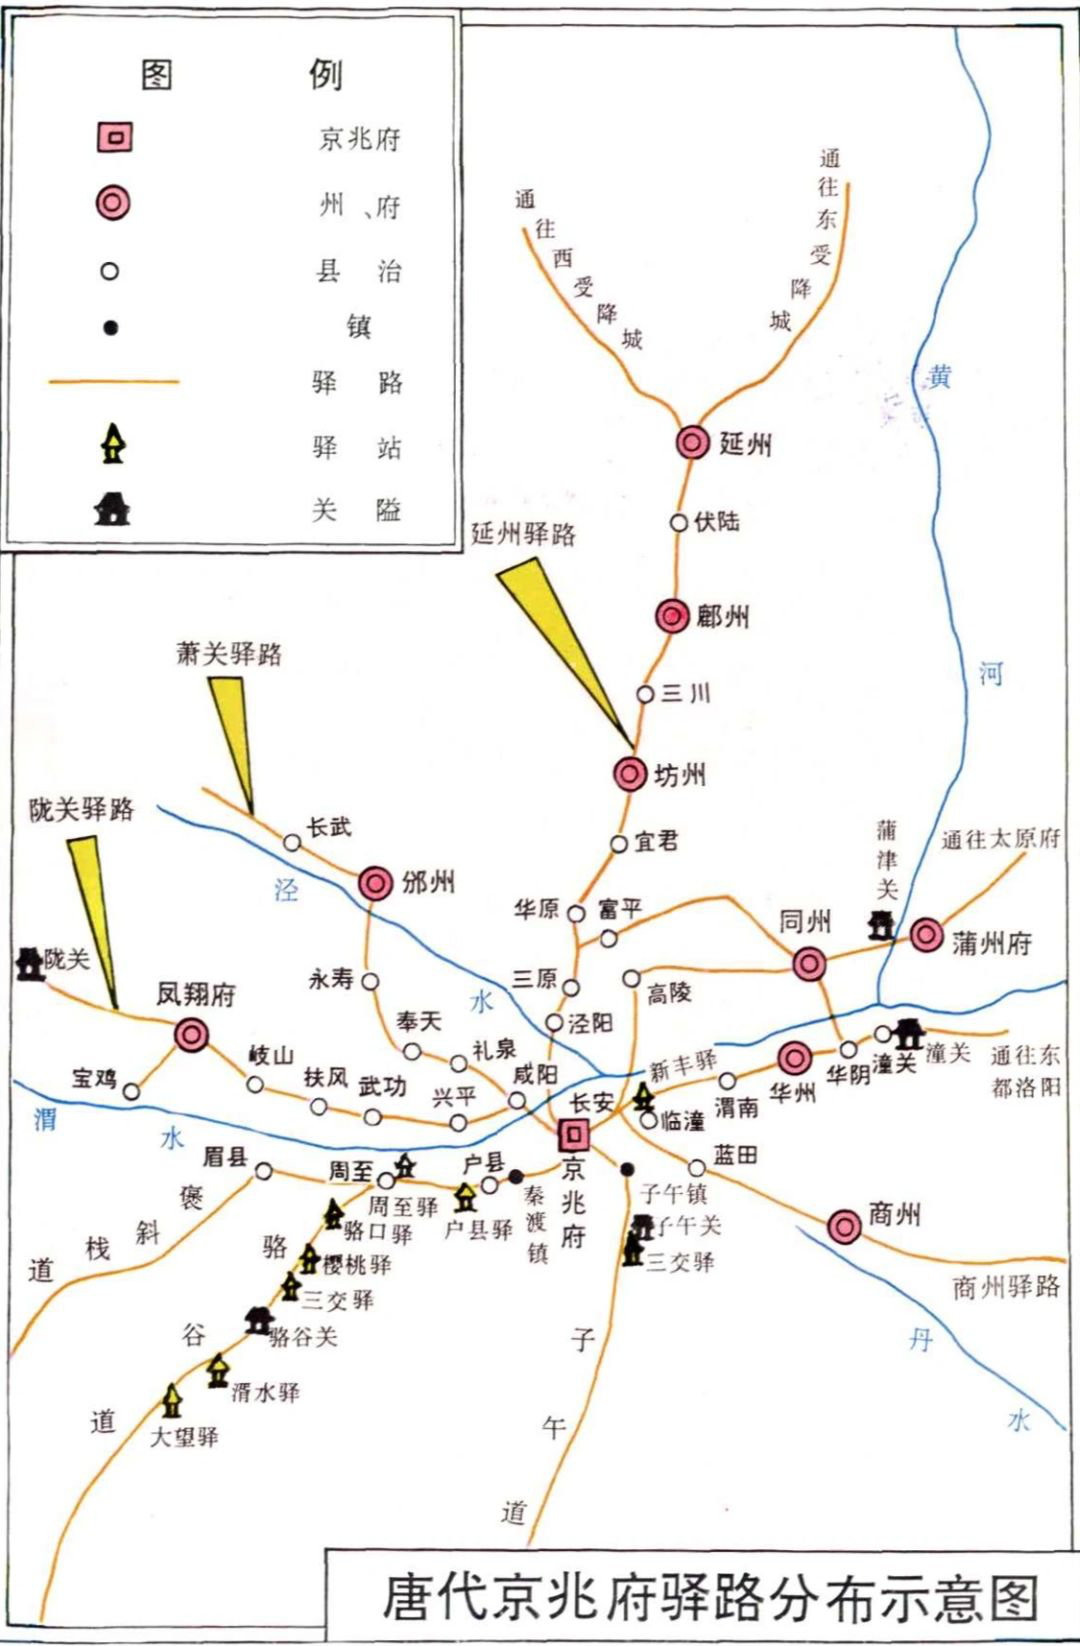 图 例
京兆府
州、府
县 治
镇
驿 路
驿 站
关 隘
通往西受降城
通往东受降城
黄
延州
伏陆
延州驿路
鄜州
萧关驿路
三川
河
坊州
陇关驿路
长武
宜君
蒲津关
通往太原府
泾
邠州
华原
富平
同州
蒲州府
陇关
永寿
三原
高陵
凤翔府
水
奉天
泾阳
礼泉
新丰驿
潼关
潼关
通往东
都洛阳
岐山
宝鸡
扶风
武功
兴平
咸阳
长安
渭南
华州
华阴
临潼
渭
水
眉县
周至
户县
京兆府
蓝田
周至驿
秦渡镇
子午镇
褒
斜
栈
道
骆口驿
户县驿
子午关
商州
骆
樱桃驿
三交驿
三交驿
商州驿路
谷
骆谷关
子
丹
渭水驿
道
大望驿
午
水
道
唐代京兆府驿路分布示意图